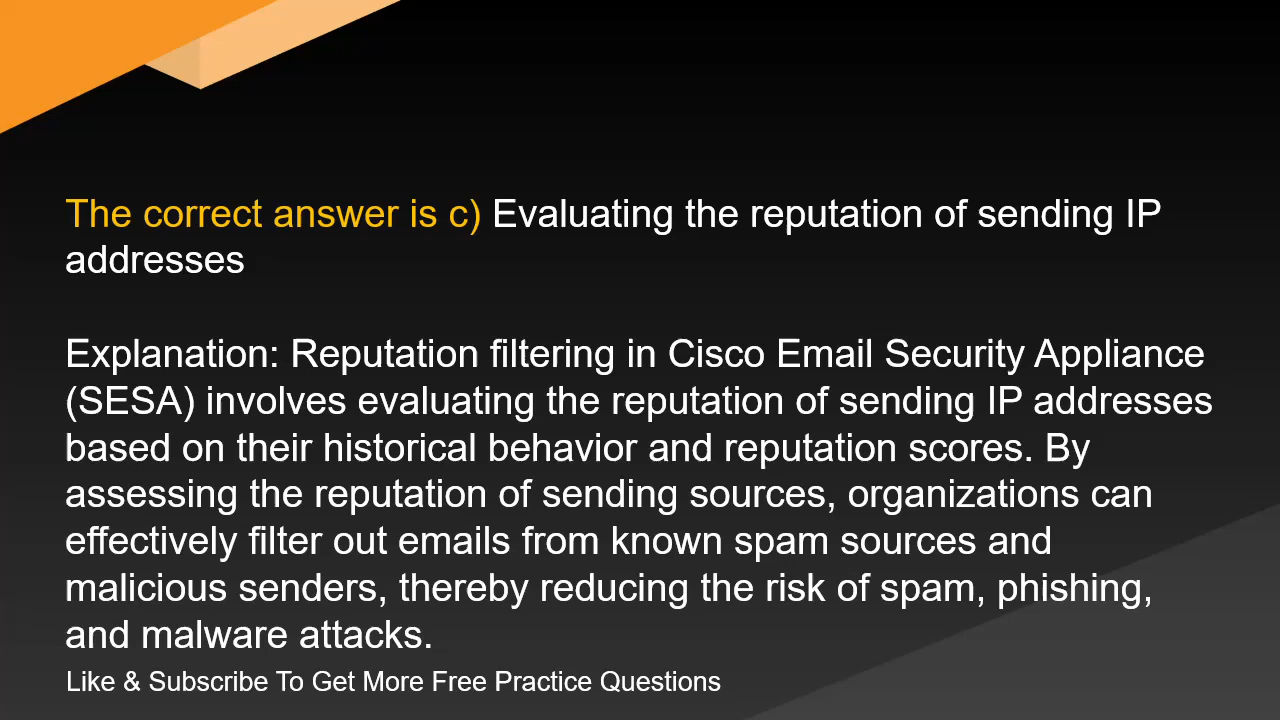 The correct answer is c) Evaluating the reputation of sending IP
addresses
Explanation: Reputation filtering in Cisco Email Security Appliance
(SESA) involves evaluating the reputation of sending IP addresses
based on their historical behavior and reputation scores. By
assessing the reputation of sending sources, organizations can
effectively filter out emails from known spam sources and
malicious senders, thereby reducing the risk of spam, phishing,
and malware attacks.
Like & Subscribe To Get More Free Practice Questions